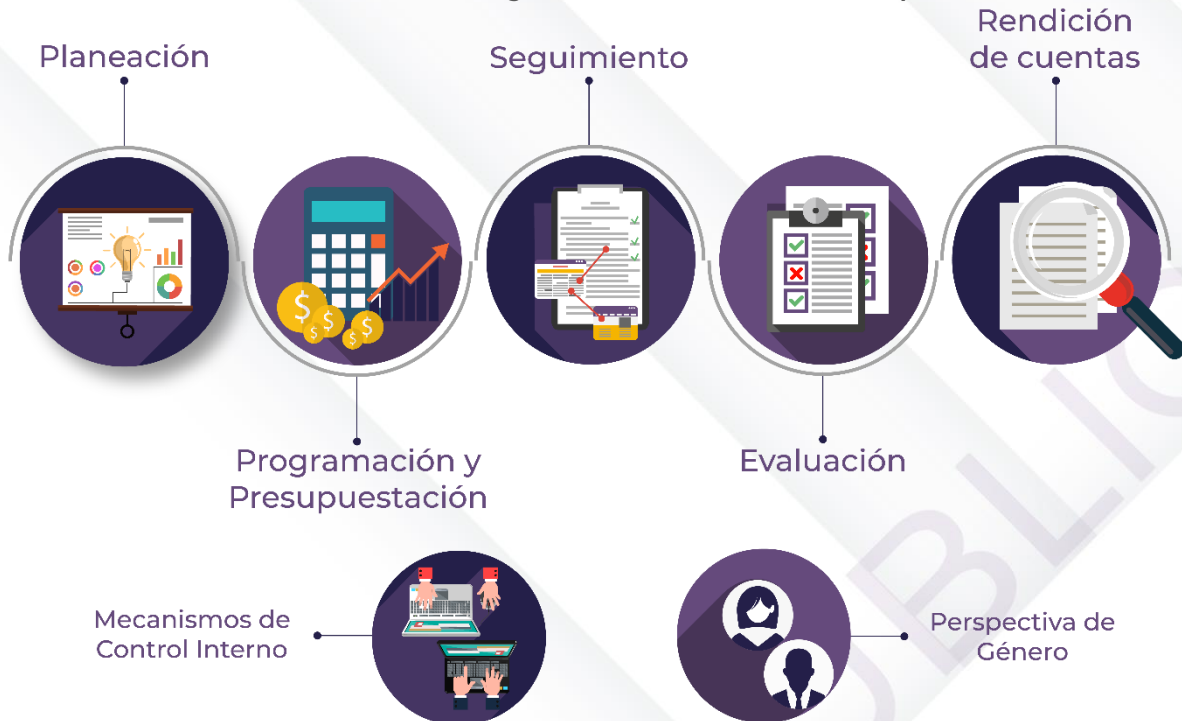 Planeación
Seguimiento
Rendición
de cuentas
Programación y
Presupuestación
Evaluación
Mecanismos de
Control Interno
Perspectiva de
Género